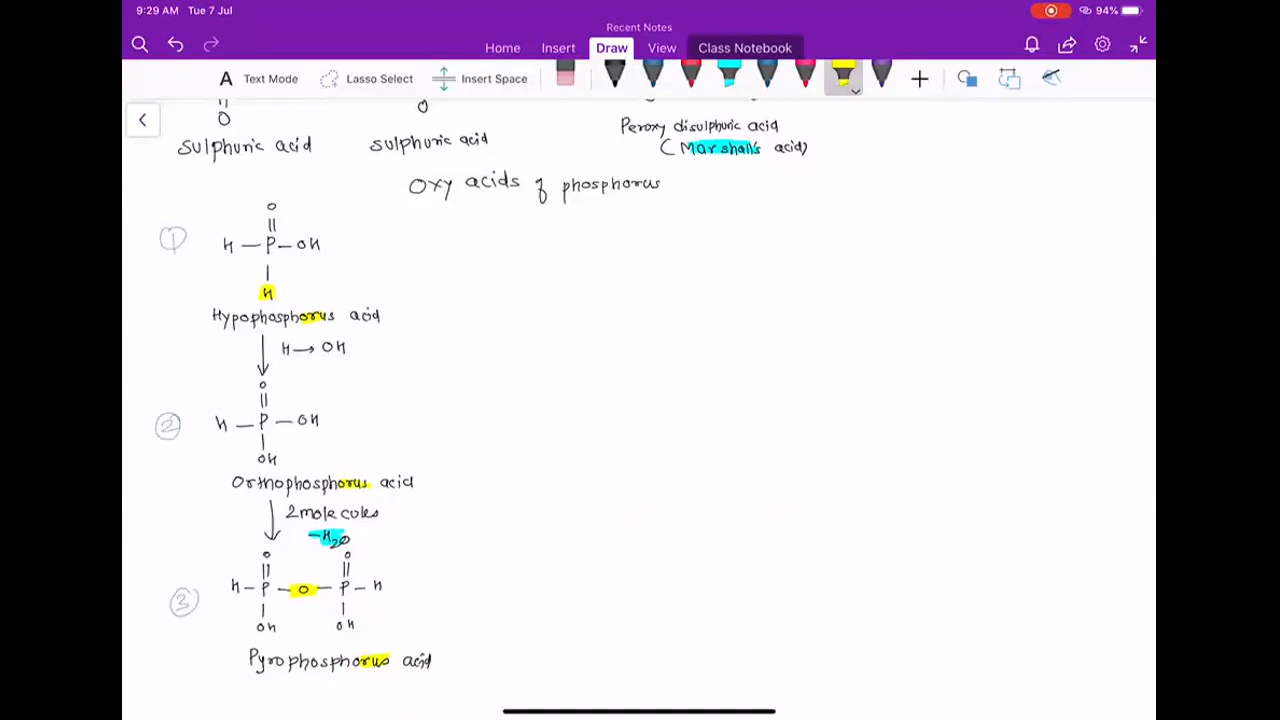 9:29 AM Tue 7 Jul
94%
Recent Notes
Home Insert Draw View Class Notebook
A Text Mode Lasso Select Insert Space
O
O
Sulphuric acid
sulphuric acid
Peroxy disulphuric acid
(Marshall's acid)
Oxy acids of phosphorus
O
1
H — P — OH
H
Hypophosphorus acid
H → OH
O
2
H — P — OH
OH
Orthophosphorus acid
2 molecules
-H2O
O O
3
H — P — O — P — H
OH OH
Pyrophosphorus acid